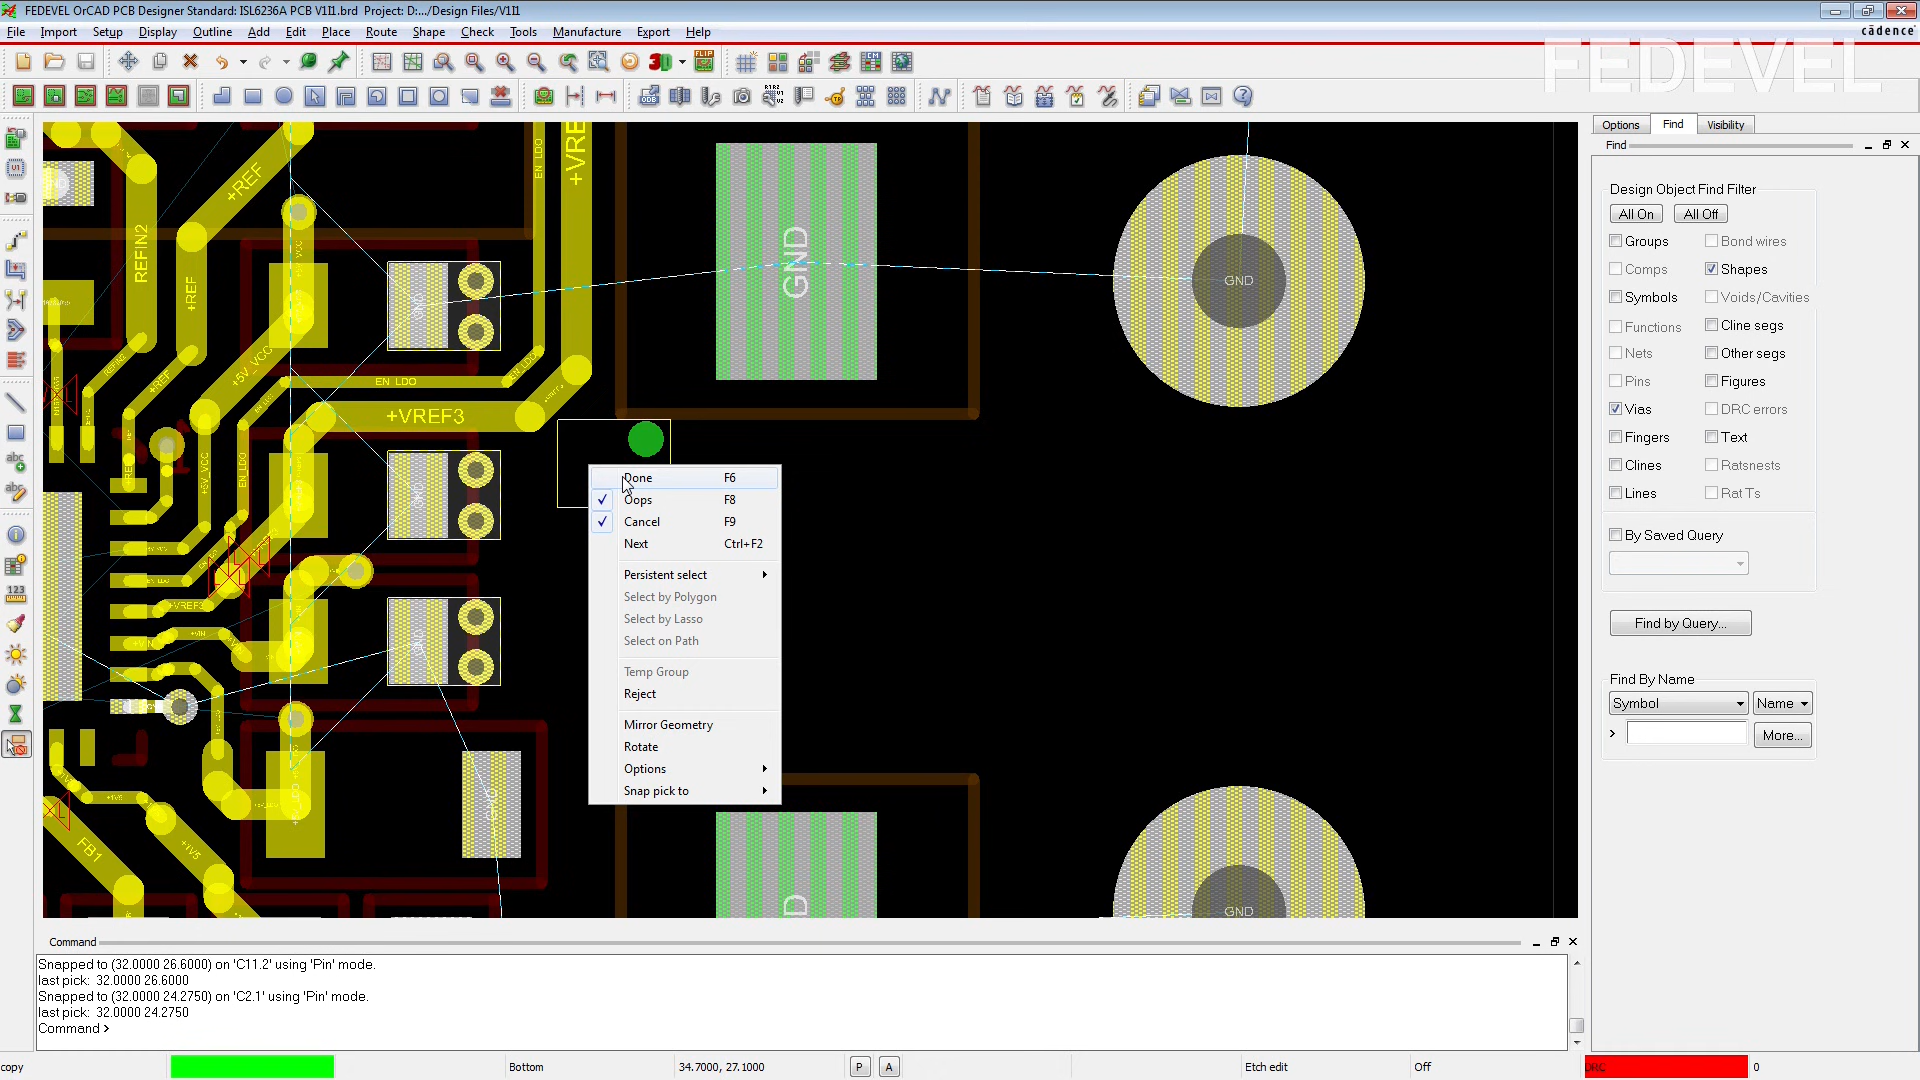 FEDEVEL OrCAD PCB Designer Standard: ISL6236A PCB V1I1.brd  Project: D:.../Design Files/V1I1
File Import Setup Display Outline Add Edit Place Route Shape Check Tools Manufacture Export Help
cādence
FEDEVEL
Options Find Visibility
Find
Design Object Find Filter
All On All Off
Groups Bond wires
Comps Shapes
Symbols Voids/Cavities
Functions Cline segs
Nets Other segs
Pins Figures
Vias DRC errors
Fingers Text
Clines Ratsnests
Lines Rat Ts
By Saved Query
Find by Query...
Find By Name
Symbol Name
> More...
REFIN2
+REF
+REF
+REF
+5V_VCC
+5V_VCC
EN_LDO
+VRE
EN LDO
+VREF3
+VREF3
FB1
+1V5
GND
GND
GND
Done F6
Oops F8
Cancel F9
Next Ctrl+F2
Persistent select
Select by Polygon
Select by Lasso
Select on Path
Temp Group
Reject
Mirror Geometry
Rotate
Options
Snap pick to
Command
Snapped to (32.0000 26.6000) on 'C11.2' using 'Pin' mode.
last pick:  32.0000 26.6000
Snapped to (32.0000 24.2750) on 'C2.1' using 'Pin' mode.
last pick:  32.0000 24.2750
Command >
copy Bottom 34.7000, 27.1000 P A Etch edit Off DRC 0